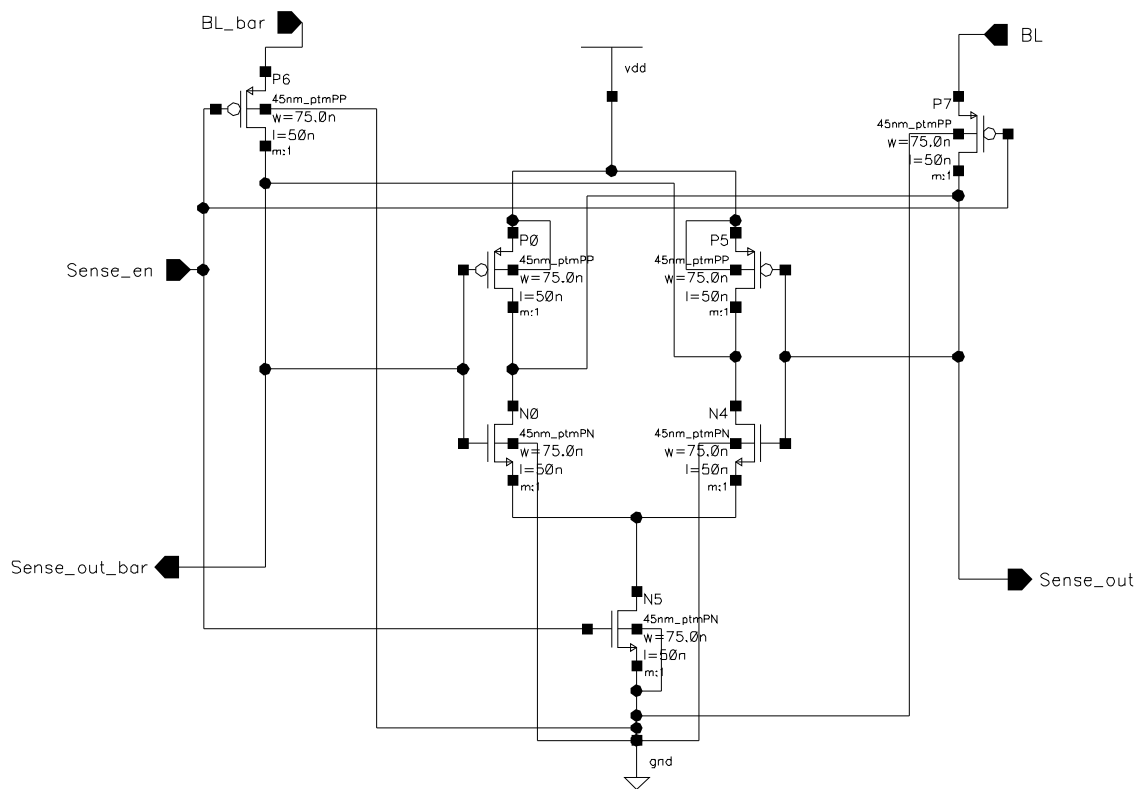 BL_bar
BL
vdd
P6
45nm_ptmPP
w=75.0n
l=50n
m:1
P7
45nm_ptmPP
w=75.0n
l=50n
m:1
Sense_en
P0
45nm_ptmPP
w=75.0n
l=50n
m:1
P5
45nm_ptmPP
w=75.0n
l=50n
m:1
N0
45nm_ptmPN
w=75.0n
l=50n
m:1
N4
45nm_ptmPN
w=75.0n
l=50n
m:1
Sense_out_bar
Sense_out
N5
45nm_ptmPN
w=75.0n
l=50n
m:1
gnd